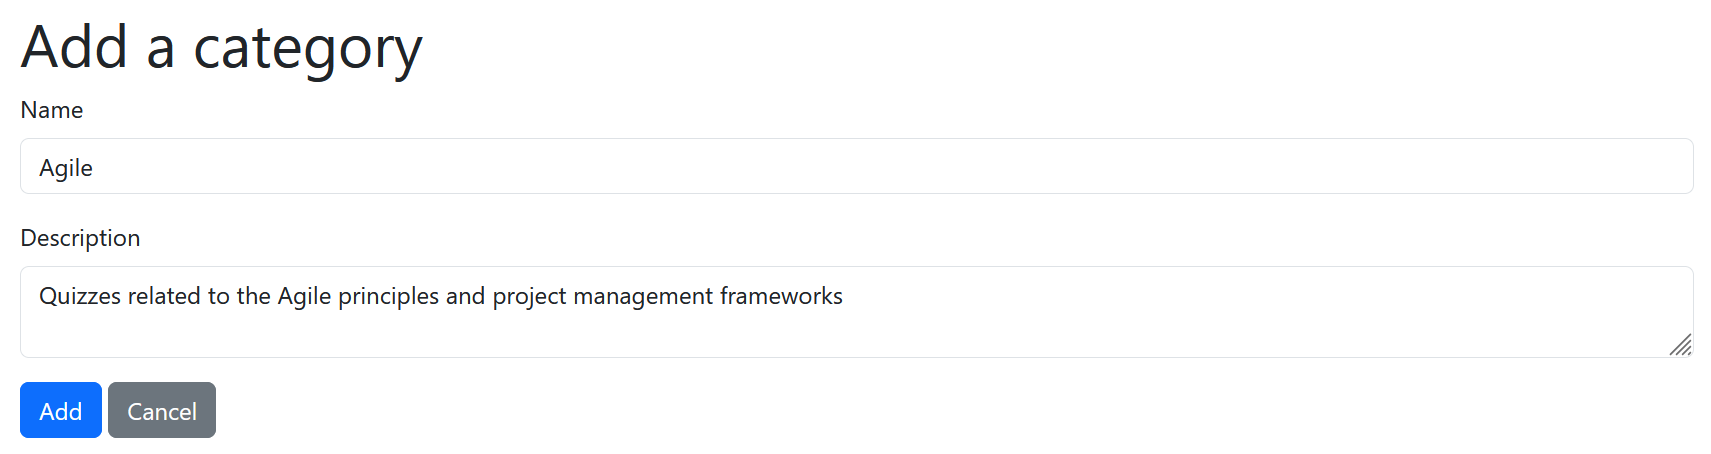 Add a category
Name
Agile
Description
Quizzes related to the Agile principles and project management frameworks
Add Cancel